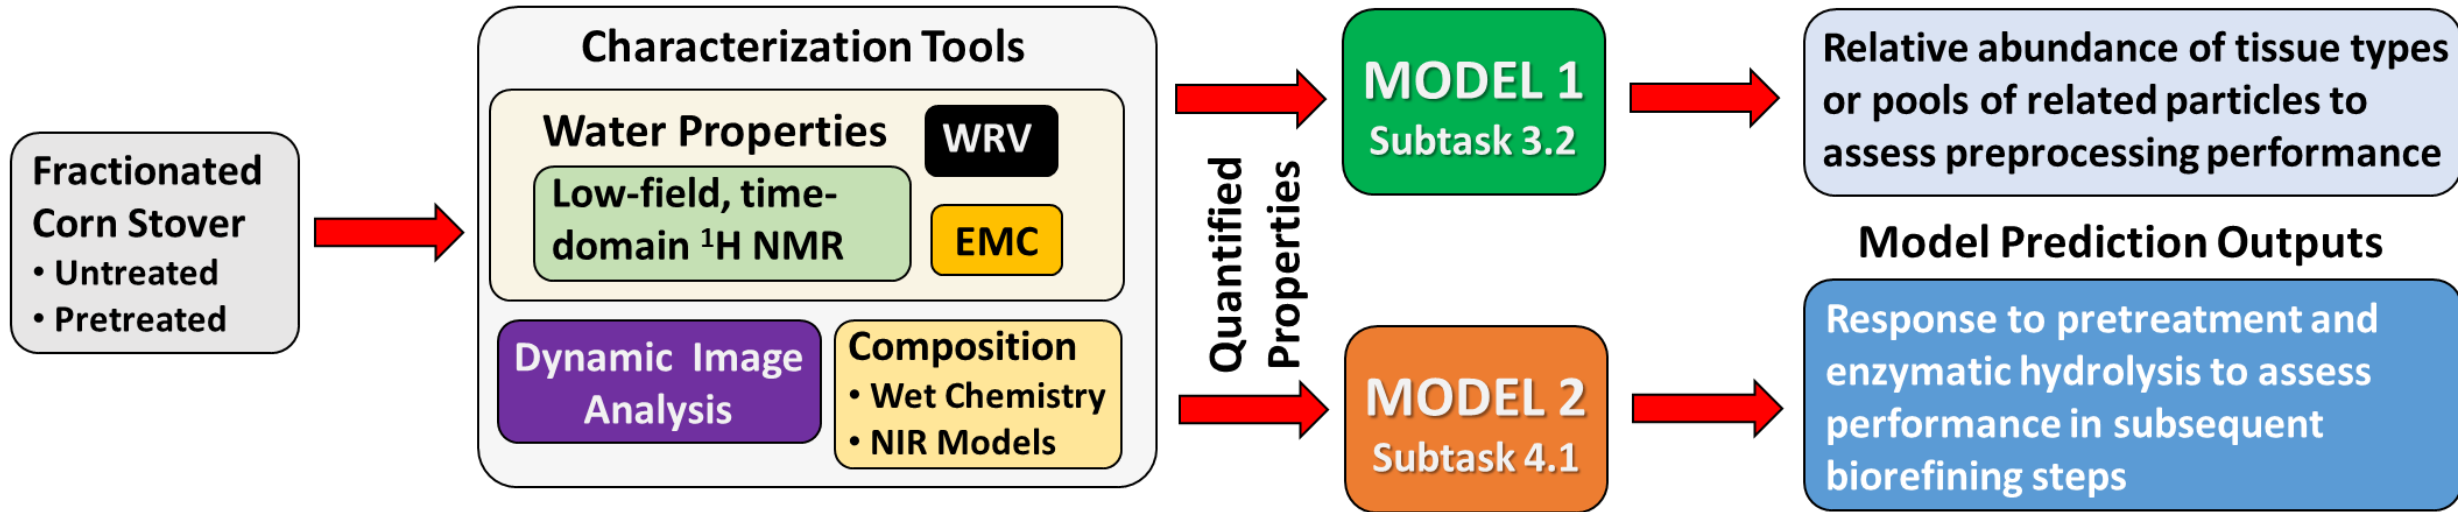 Fractionated
Corn Stover
• Untreated
• Pretreated
Characterization Tools
Water Properties
WRV
Low-field, time-
domain ¹H NMR
EMC
Dynamic Image
Analysis
Composition
• Wet Chemistry
• NIR Models
Quantified
Properties
MODEL 1
Subtask 3.2
MODEL 2
Subtask 4.1
Relative abundance of tissue types
or pools of related particles to
assess preprocessing performance
Model Prediction Outputs
Response to pretreatment and
enzymatic hydrolysis to assess
performance in subsequent
biorefining steps